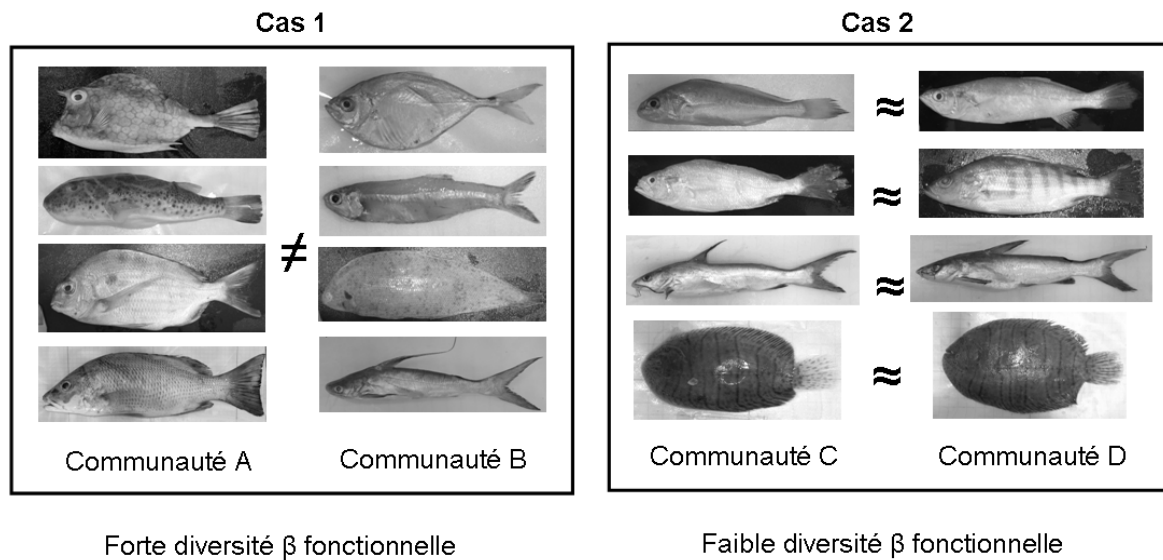 Cas 1
Cas 2
≠
≈
≈
≈
≈
Communauté A
Communauté B
Communauté C
Communauté D
Forte diversité β fonctionnelle
Faible diversité β fonctionnelle